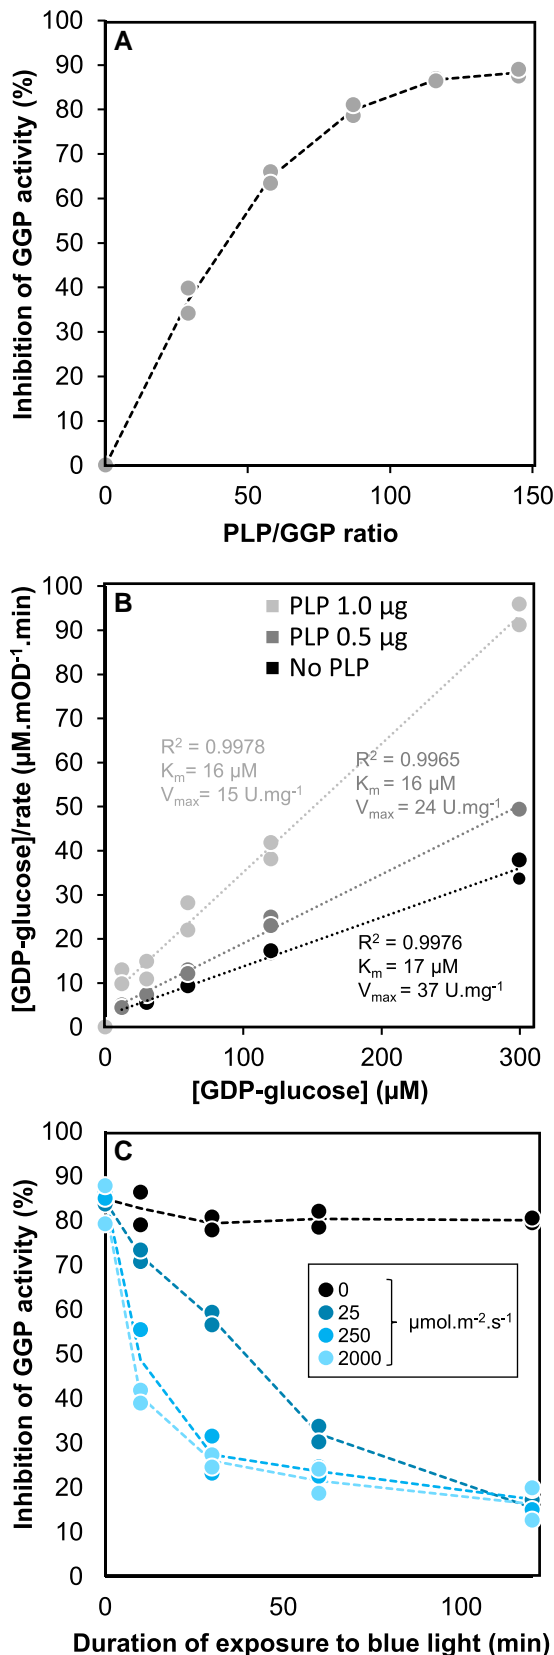 A
100
90
80
70
60
50
40
30
20
10
0
Inhibition of GGP activity (%)
0 50 100 150
PLP/GGP ratio
B
100
90
80
70
60
50
40
30
20
10
0
[GDP-glucose]/rate (µM.mOD⁻¹.min)
PLP 1.0 µg
PLP 0.5 µg
No PLP
R² = 0.9978
Kₘ = 16 µM
Vₘₐₓ = 15 U.mg⁻¹
R² = 0.9965
Kₘ = 16 µM
Vₘₐₓ = 24 U.mg⁻¹
R² = 0.9976
Kₘ = 17 µM
Vₘₐₓ = 37 U.mg⁻¹
0 100 200 300
[GDP-glucose] (µM)
C
100
90
80
70
60
50
40
30
20
10
0
Inhibition of GGP activity (%)
0
25
250
2000
µmol.m⁻².s⁻¹
0 50 100
Duration of exposure to blue light (min)